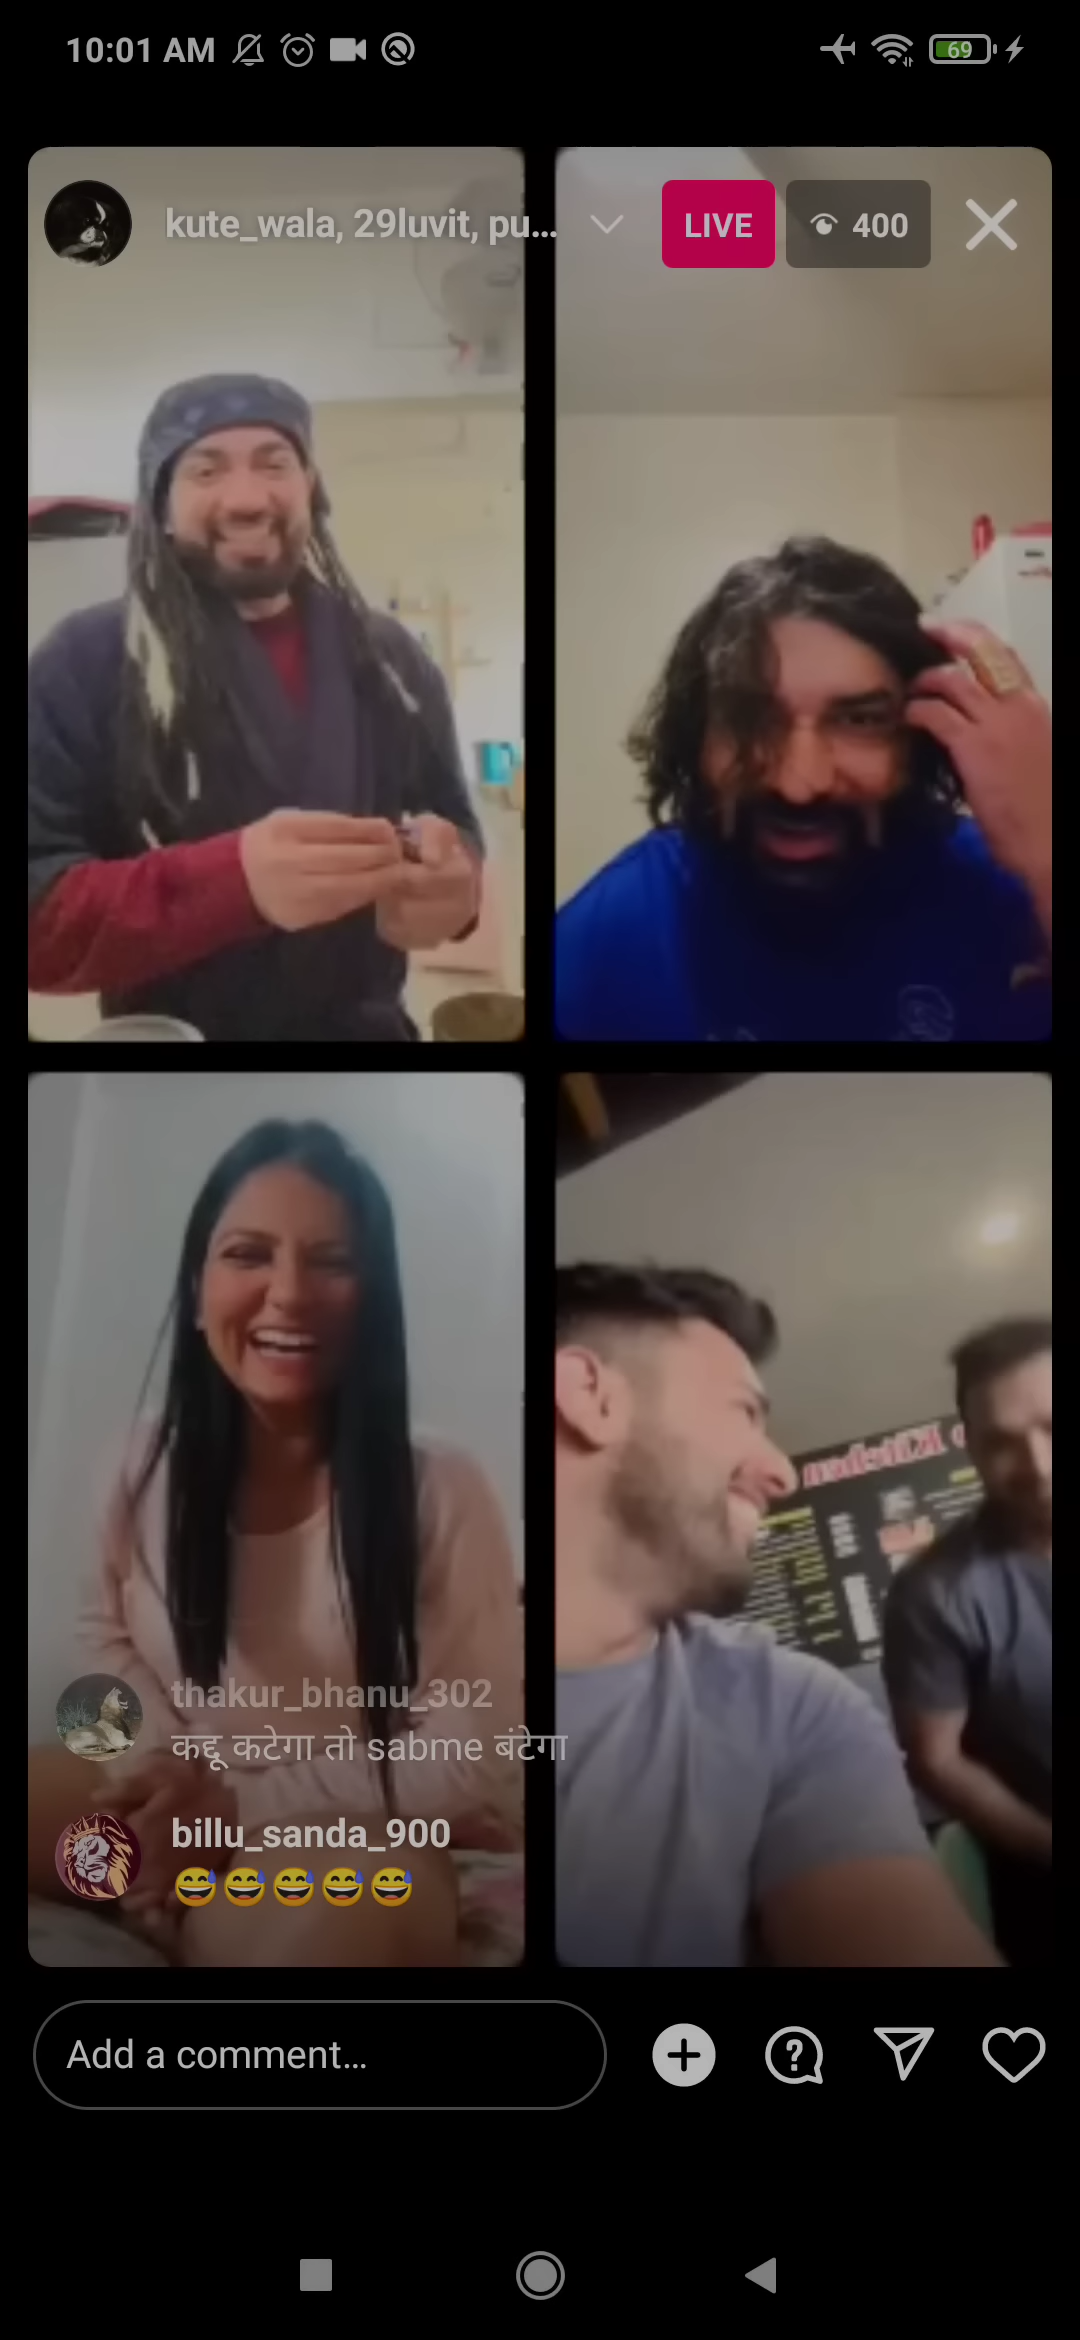 10:01 AM
69
kute_wala, 29luvit, pu...
LIVE
400
thakur_bhanu_302
कद्दू कटेगा तो sabme बंटेगा
billu_sanda_900
😅😅😅😅😅
Add a comment...